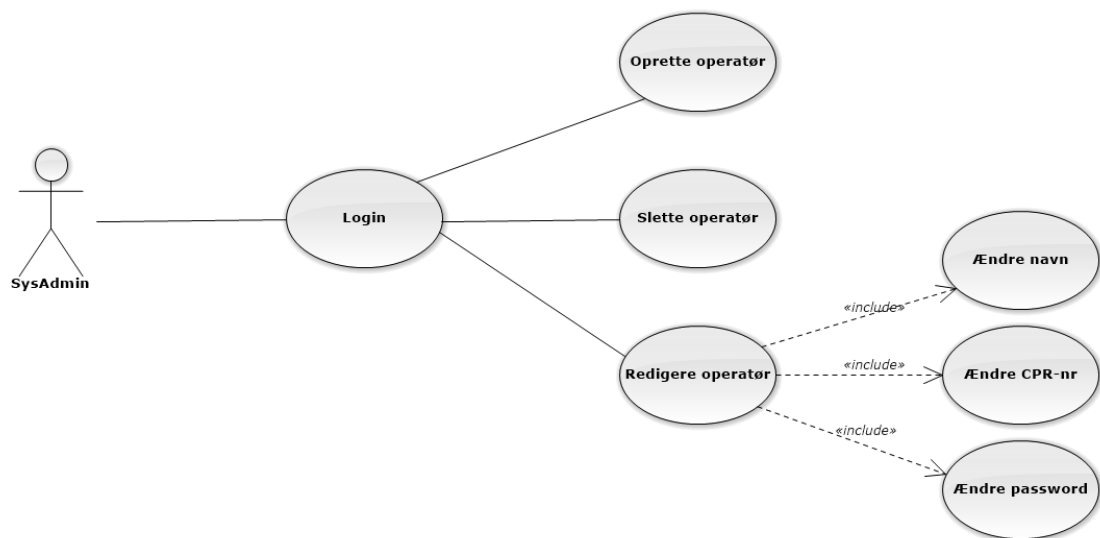 Oprette operatør
Login
Slette operatør
SysAdmin
Ændre navn
«include»
Redigere operatør
«include»
Ændre CPR-nr
«include»
Ændre password